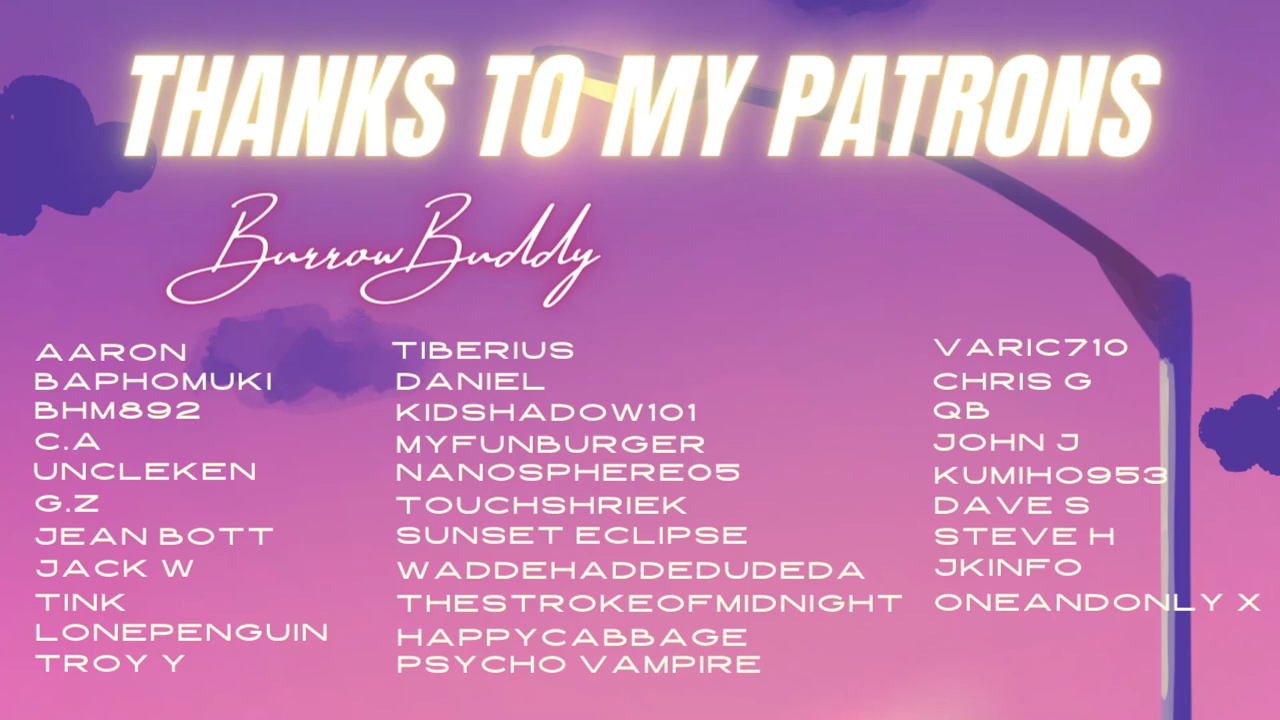 THANKS TO MY PATRONS
BurrowBuddy
AARON
BAPHOMUKI
BHM892
C.A
UNCLEKEN
G.Z
JEAN BOTT
JACK W
TINK
LONEPENGUIN
TROY Y
TIBERIUS
DANIEL
KIDSHADOW101
MYFUNBURGER
NANOSPHERE05
TOUCHSHRIEK
SUNSET ECLIPSE
WADDEHADDEDUDEDA
THESTROKEOFMIDNIGHT
HAPPYCABBAGE
PSYCHO VAMPIRE
VARIC710
CHRIS G
QB
JOHN J
KUMIHO953
DAVE S
STEVE H
JKINFO
ONEANDONLY X